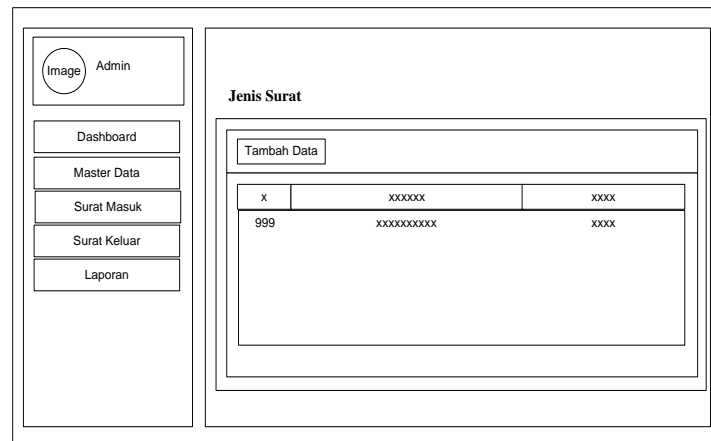 Image
Admin
Dashboard
Master Data
Surat Masuk
Surat Keluar
Laporan
Jenis Surat
Tambah Data
x xxxxxx xxxx
999 xxxxxxxxxx xxxx